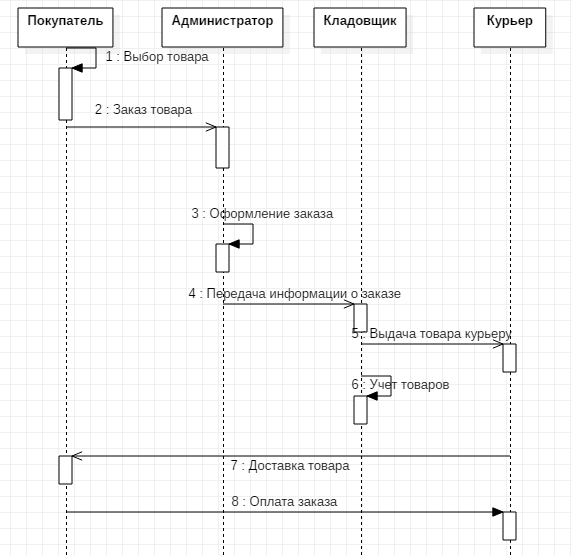 Покупатель
Администратор
Кладовщик
Курьер
1 : Выбор товара
2 : Заказ товара
3 : Оформление заказа
4 : Передача информации о заказе
5 : Выдача товара курьеру
6 : Учет товаров
7 : Доставка товара
8 : Оплата заказа